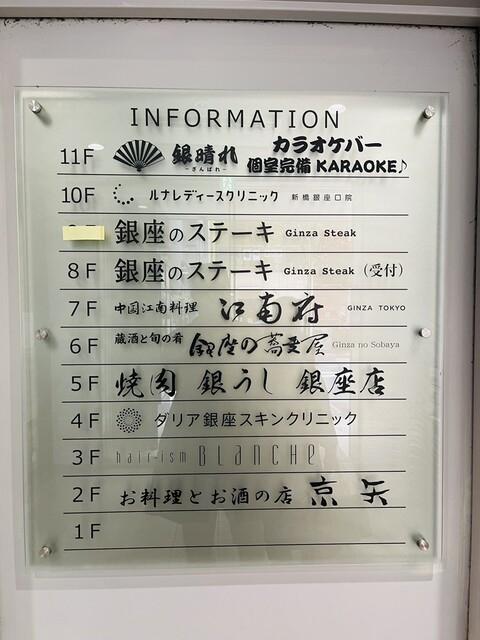 INFORMATION
11F 銀晴れ －ぎんばれ－ カラオケバー 個室完備 KARAOKE♪
10F ルナレディースクリニック 新橋銀座口院
銀座のステーキ Ginza Steak
8F 銀座のステーキ Ginza Steak (受付)
7F 中国江南料理 江南府 GINZA TOKYO
6F 蔵酒と旬の肴 銀座の蕎麦屋 Ginza no Sobaya
5F 焼肉 銀うし 銀座店
4F ダリア銀座スキンクリニック
3F hair-ism BLANCHE
2F お料理とお酒の店 京矢
1F